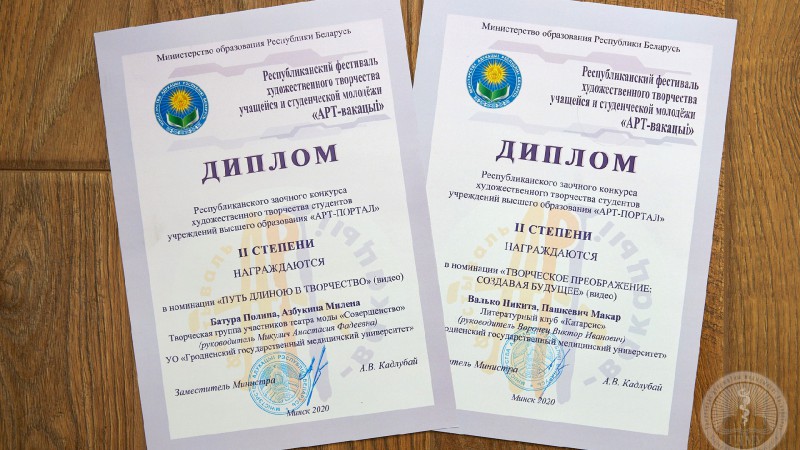 Министерство образования Республики Беларусь
Республиканский фестиваль
художественного творчества
учащейся и студенческой молодёжи
«АРТ-вакацыі»
ДИПЛОМ
Республиканского заочного конкурса
художественного творчества студентов
учреждений высшего образования «АРТ-ПОРТАЛ»
II СТЕПЕНИ
НАГРАЖДАЮТСЯ
в номинации «ПУТЬ ДЛИНОЮ В ТВОРЧЕСТВО» (видео)
Батура Полина, Азбукина Милена
Творческая группа участников театра моды «Совершенство»
(руководитель Микулич Анастасия Фадеевна)
УО «Гродненский государственный медицинский университет»
Заместитель Министра А.В. Кадлубай
Минск 2020
Министерство образования Республики Беларусь
Республиканский фестиваль
художественного творчества
учащейся и студенческой молодёжи
«АРТ-вакацыі»
ДИПЛОМ
Республиканского заочного конкурса
художественного творчества студентов
учреждений высшего образования «АРТ-ПОРТАЛ»
II СТЕПЕНИ
НАГРАЖДАЮТСЯ
в номинации «ТВОРЧЕСКОЕ ПРЕОБРАЖЕНИЕ:
СОЗДАВАЯ БУДУЩЕЕ» (видео)
Валько Никита, Пашкевич Макар
Литературный клуб «Катарсис»
(руководитель Воронец Виктор Иванович)
родненский государственный медицинский университет»
меститель Министра А.В. Кадлубай
Минск 2020